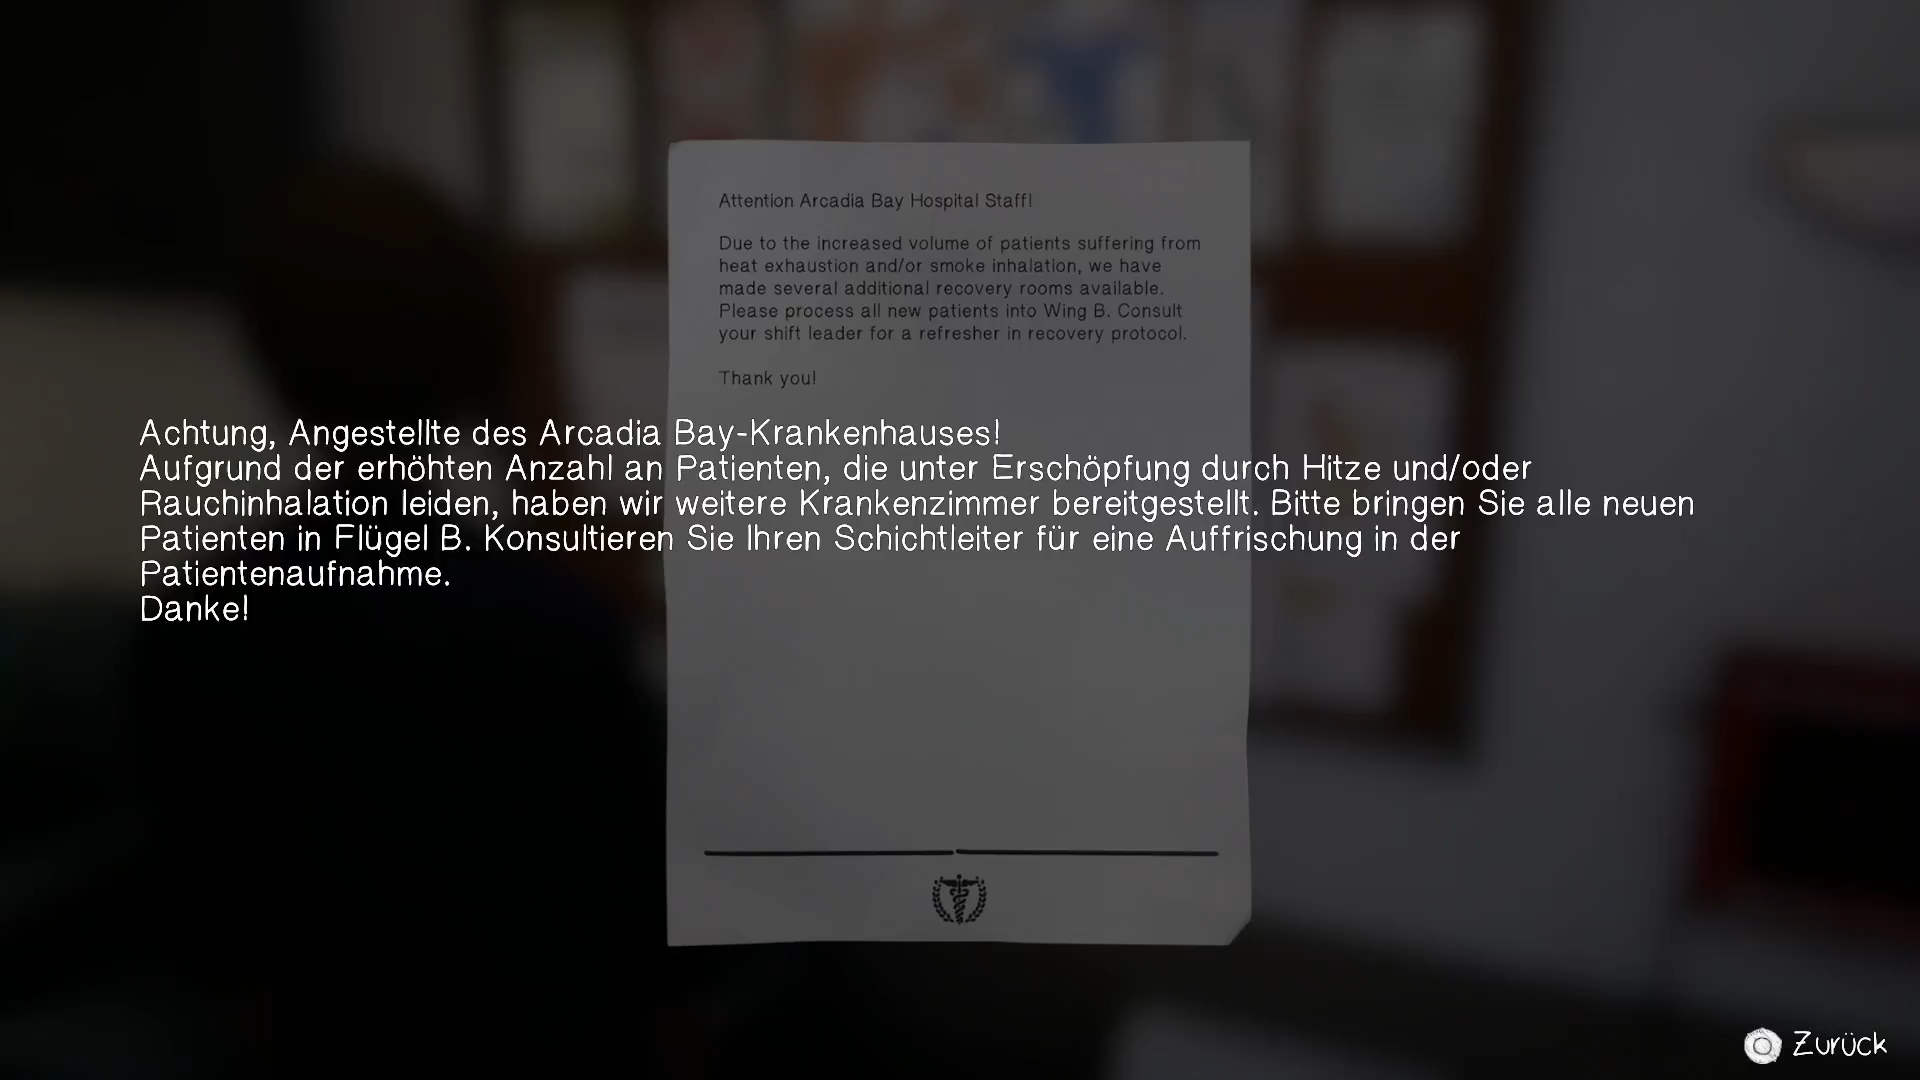 Attention Arcadia Bay Hospital Staff!
Due to the increased volume of patients suffering from
heat exhaustion and/or smoke inhalation, we have
made several additional recovery rooms available.
Please process all new patients into Wing B. Consult
your shift leader for a refresher in recovery protocol.
Thank you!
Achtung, Angestellte des Arcadia Bay-Krankenhauses!
Aufgrund der erhöhten Anzahl an Patienten, die unter Erschöpfung durch Hitze und/oder
Rauchinhalation leiden, haben wir weitere Krankenzimmer bereitgestellt. Bitte bringen Sie alle neuen
Patienten in Flügel B. Konsultieren Sie Ihren Schichtleiter für eine Auffrischung in der
Patientenaufnahme.
Danke!
Zurück